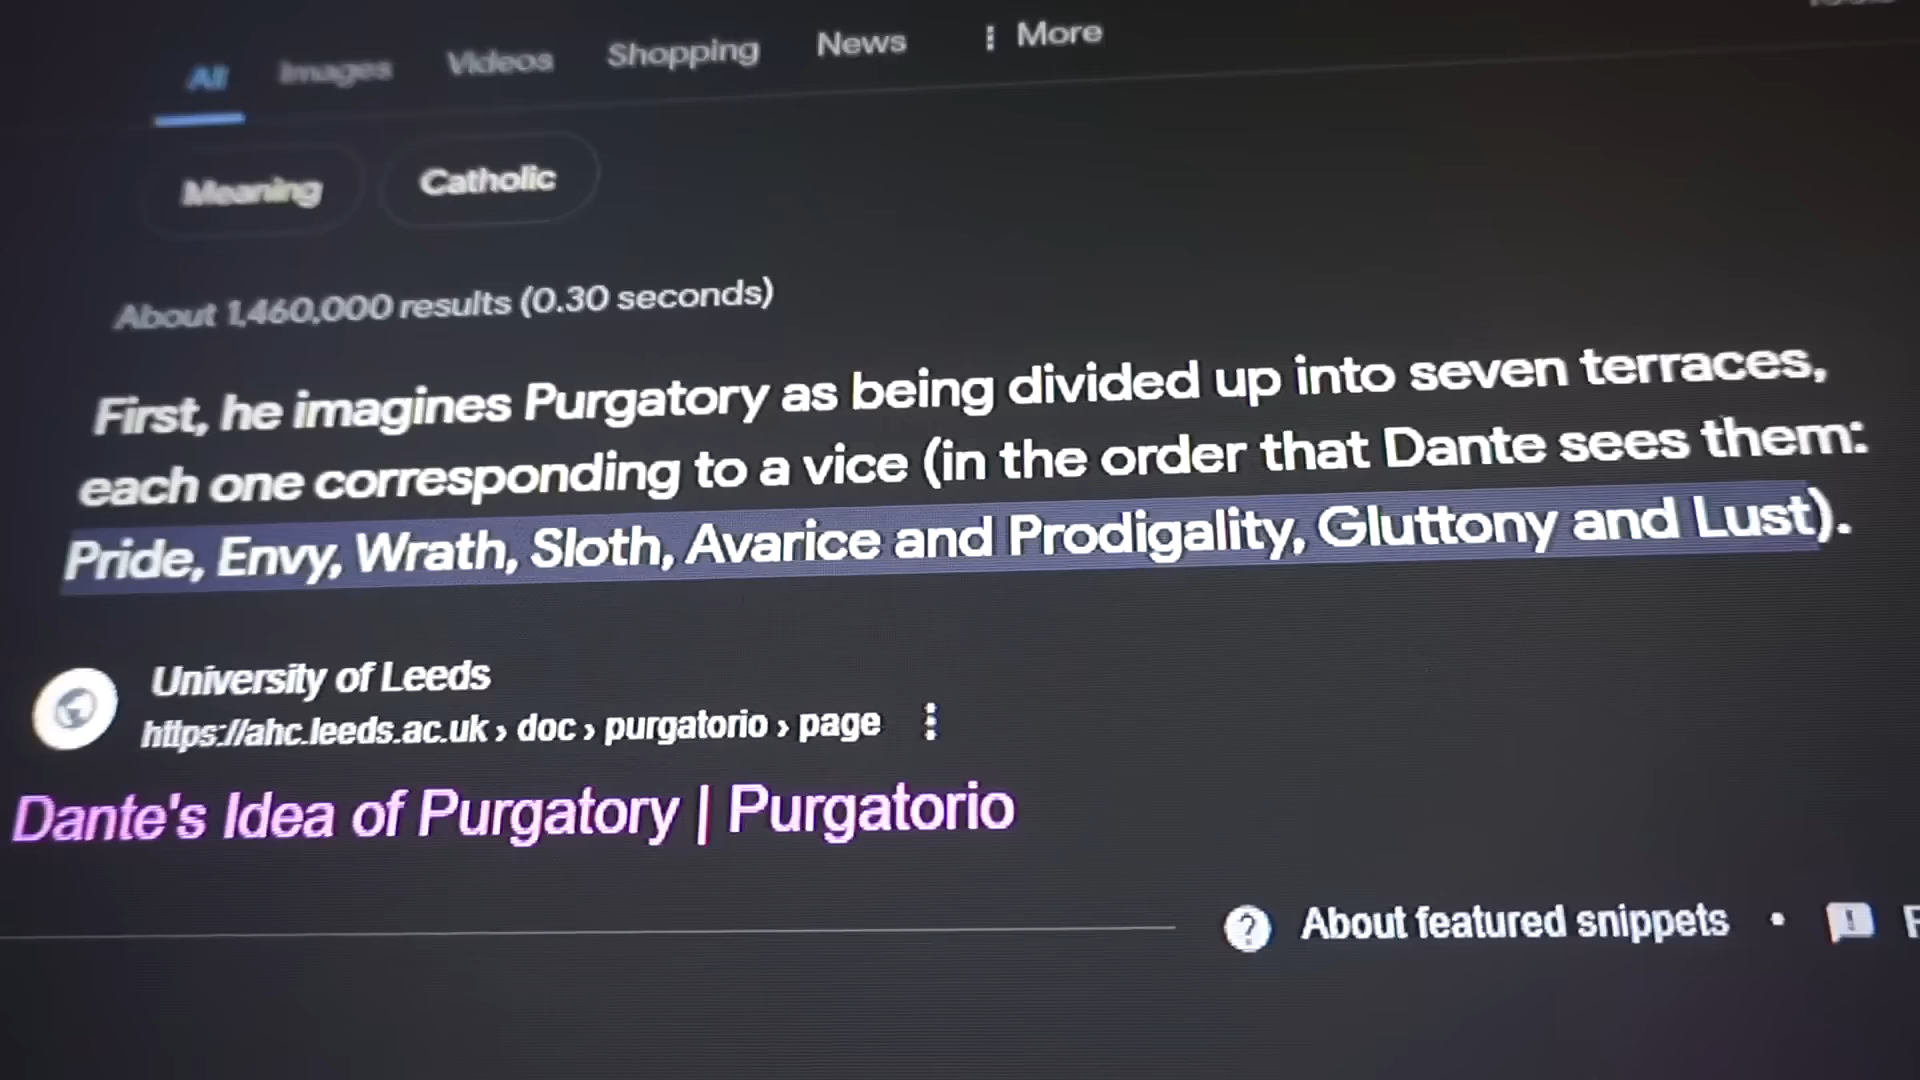 All Images Videos Shopping News More
Meaning Catholic
About 1,460,000 results (0.30 seconds)
First, he imagines Purgatory as being divided up into seven terraces,
each one corresponding to a vice (in the order that Dante sees them:
Pride, Envy, Wrath, Sloth, Avarice and Prodigality, Gluttony and Lust).
University of Leeds
https://ahc.leeds.ac.uk › doc › purgatorio › page
Dante's Idea of Purgatory | Purgatorio
About featured snippets •